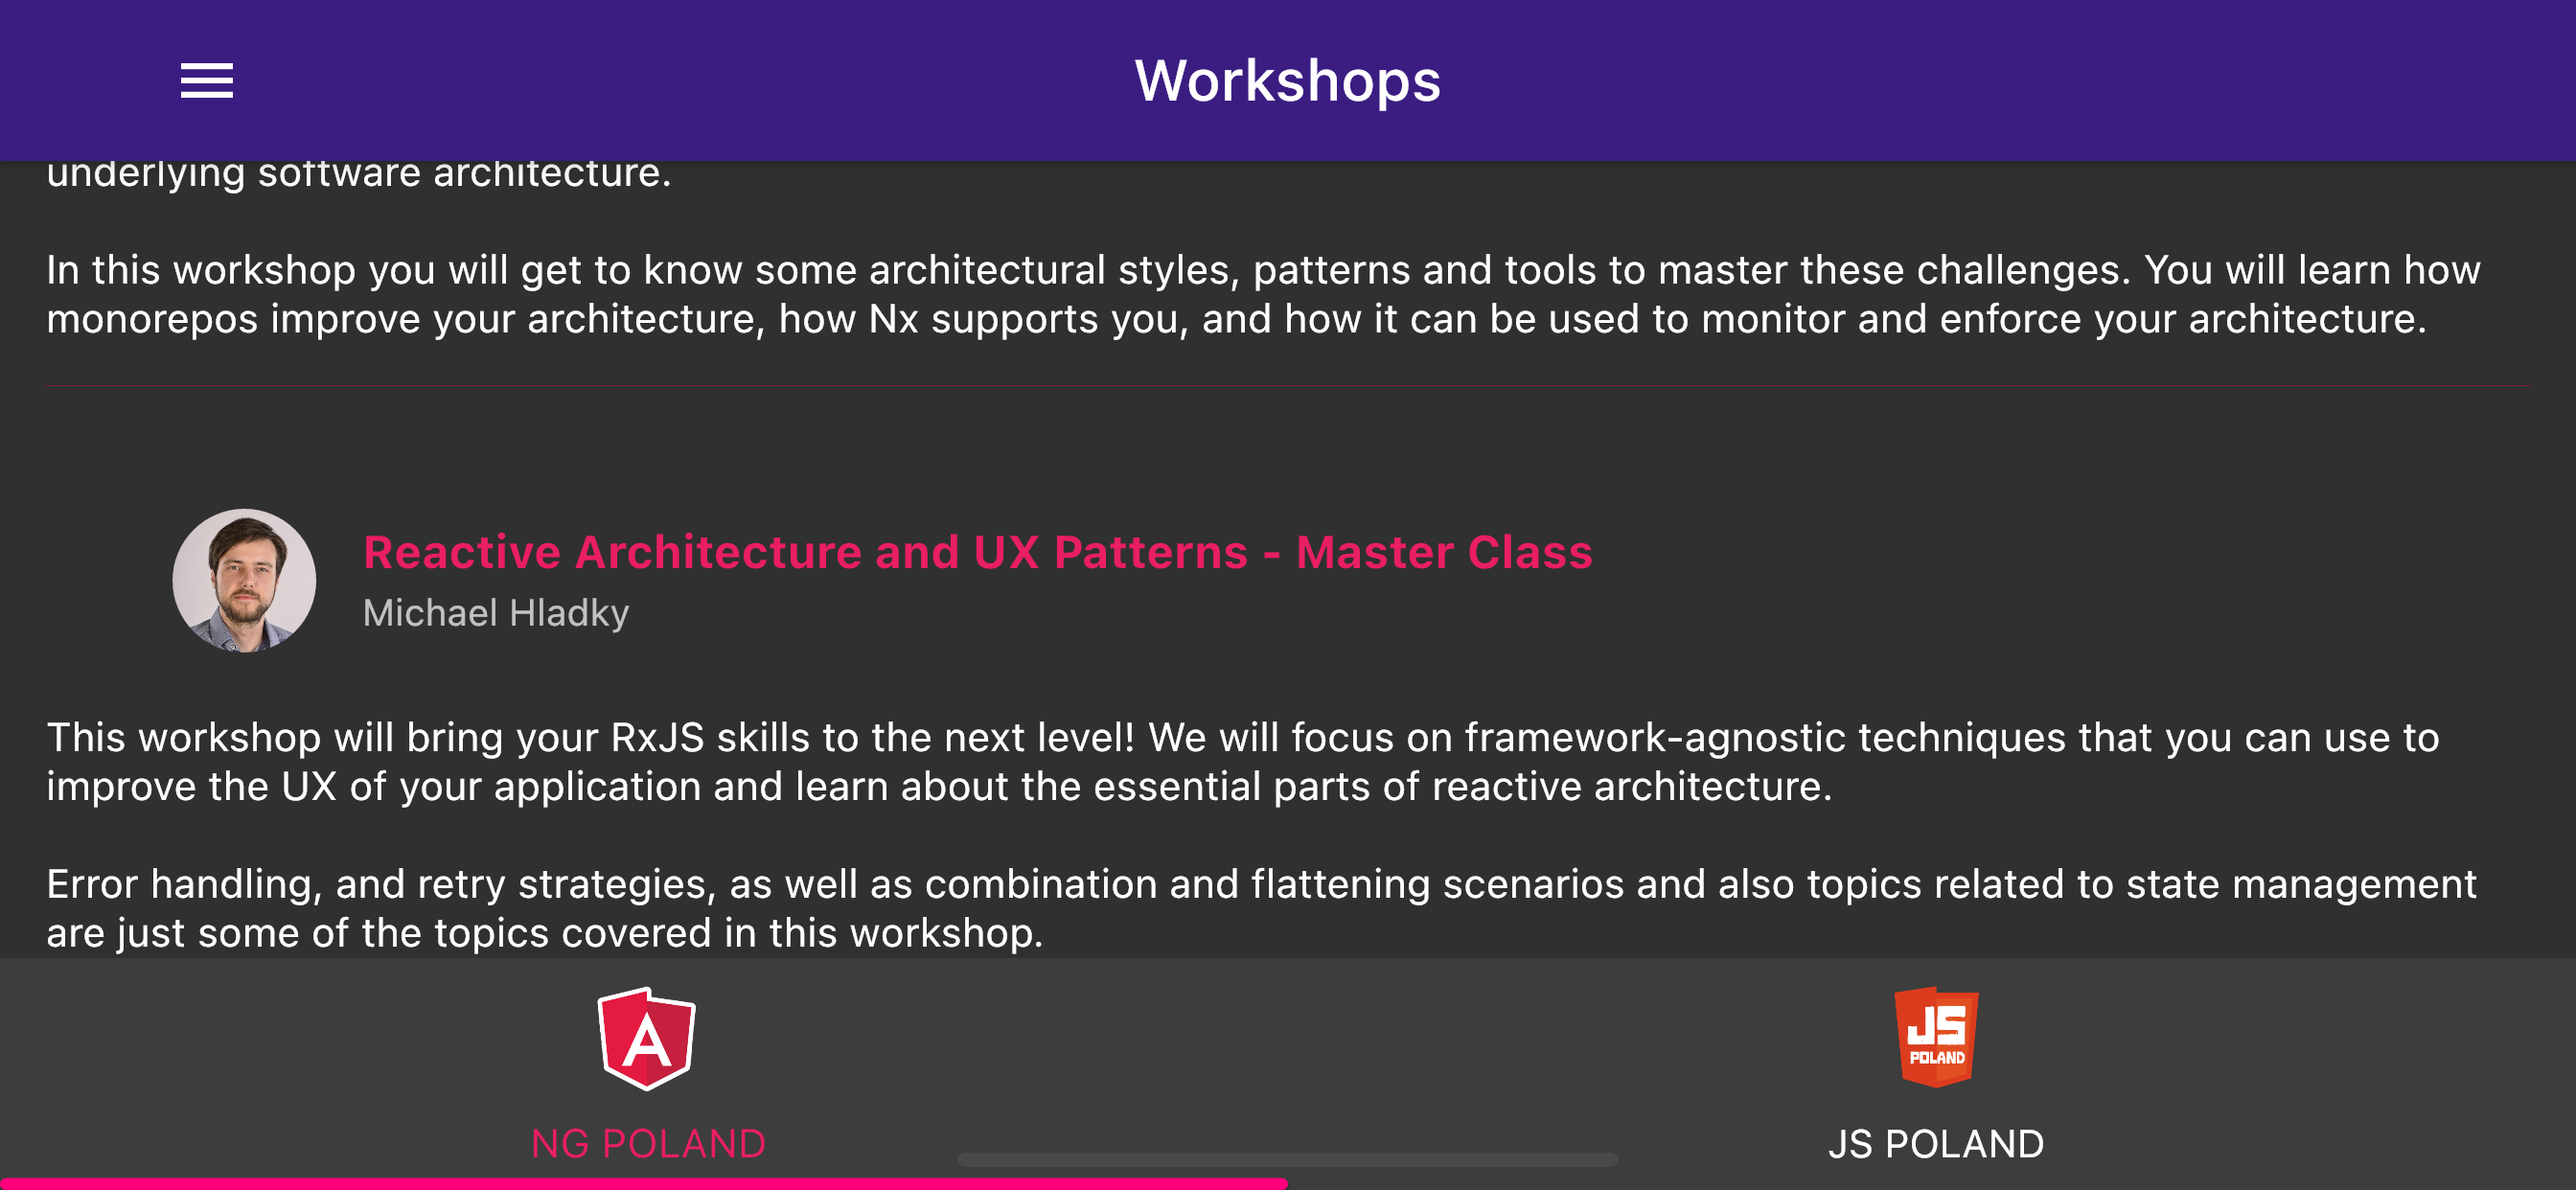 Workshops
underlying software architecture.
In this workshop you will get to know some architectural styles, patterns and tools to master these challenges. You will learn how
monorepos improve your architecture, how Nx supports you, and how it can be used to monitor and enforce your architecture.
Reactive Architecture and UX Patterns - Master Class
Michael Hladky
This workshop will bring your RxJS skills to the next level! We will focus on framework-agnostic techniques that you can use to
improve the UX of your application and learn about the essential parts of reactive architecture.
Error handling, and retry strategies, as well as combination and flattening scenarios and also topics related to state management
are just some of the topics covered in this workshop.
A
NG POLAND
JS
POLAND
JS POLAND